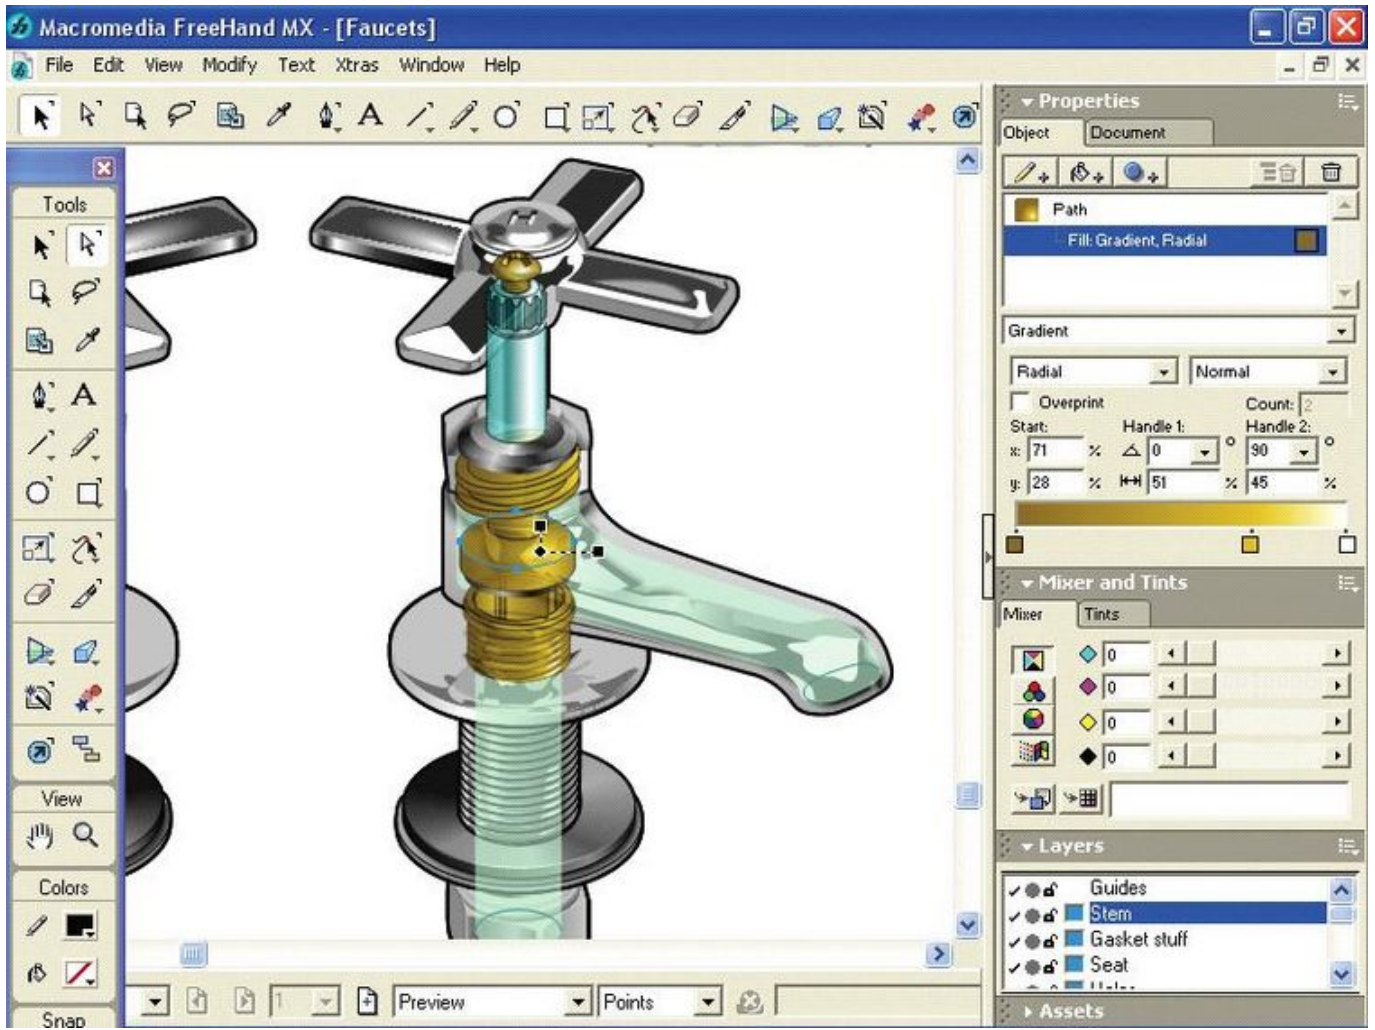 Macromedia FreeHand MX - [Faucets]
File Edit View Modify Text Xtras Window Help
Tools
View
Colors
Snap
H
1
Preview
Points
Properties
Object Document
Path
Fill: Gradient, Radial
Gradient
Radial Normal
Overprint Count: 2
Start: Handle 1: Handle 2:
x: 71 % 0 ° 90 °
y: 28 % 51 % 45 %
Mixer and Tints
Mixer Tints
0
0
0
0
Layers
Guides
Stem
Gasket stuff
Seat
Assets